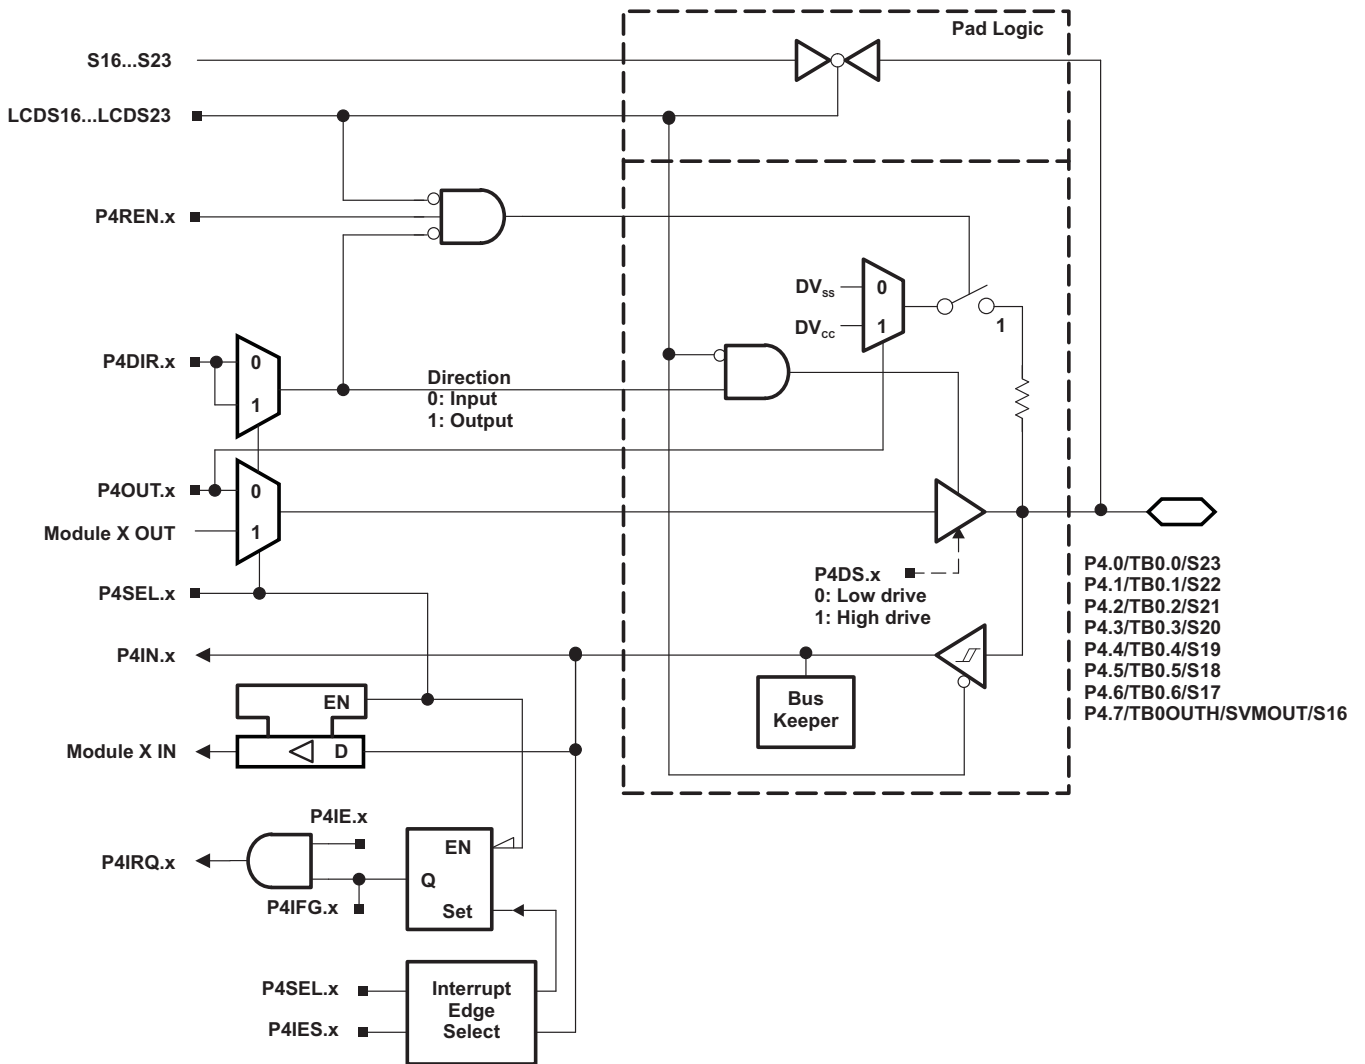 Pad Logic
S16...S23
LCDS16...LCDS23
P4REN.x
DVSS
0
DVCC
1
1
P4DIR.x
0
1
Direction
0: Input
1: Output
P4OUT.x
0
Module X OUT
1
P4DS.x
0: Low drive
1: High drive
P4SEL.x
P4.0/TB0.0/S23
P4.1/TB0.1/S22
P4.2/TB0.2/S21
P4.3/TB0.3/S20
P4.4/TB0.4/S19
P4.5/TB0.5/S18
P4.6/TB0.6/S17
P4.7/TB0OUTH/SVMOUT/S16
P4IN.x
Bus
Keeper
EN
Module X IN
D
P4IE.x
P4IRQ.x
EN
Q
P4IFG.x
Set
P4SEL.x
P4IES.x
Interrupt
Edge
Select